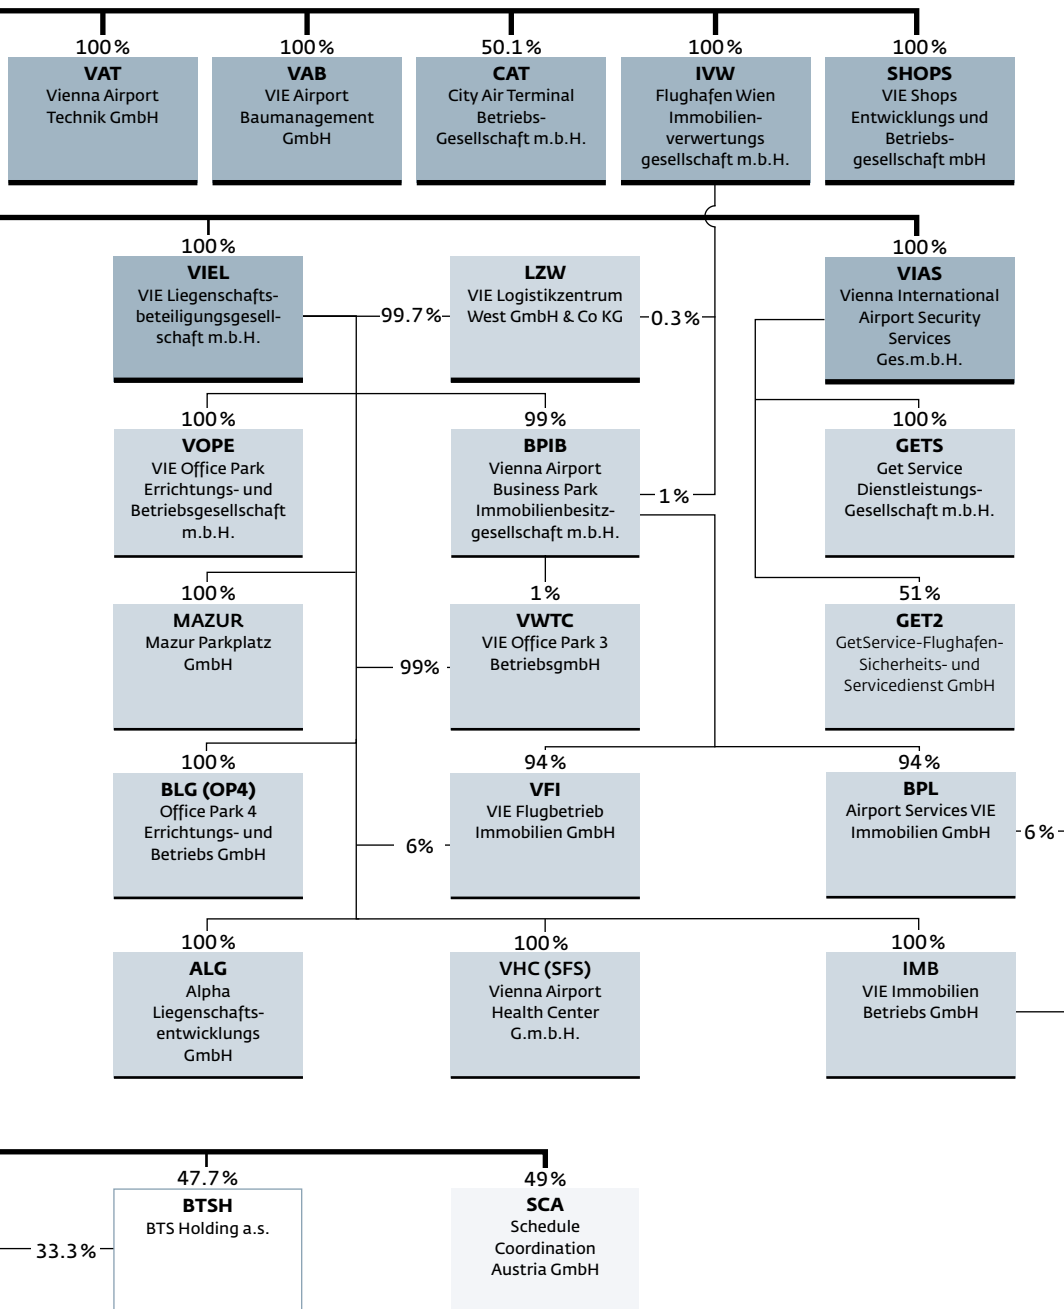 100%
VAT
Vienna Airport
Technik GmbH
100%
VAB
VIE Airport
Baumanagement
GmbH
50.1%
CAT
City Air Terminal
Betriebs-
Gesellschaft m.b.H.
100%
IVW
Flughafen Wien
Immobilien-
verwertungs
gesellschaft m.b.H.
100%
SHOPS
VIE Shops
Entwicklungs und
Betriebs-
gesellschaft mbH
100%
VIEL
VIE Liegenschafts-
beteiligungsgesell-
schaft m.b.H.
99.7%
LZW
VIE Logistikzentrum
West GmbH & Co KG
0.3%
100%
VIAS
Vienna International
Airport Security
Services
Ges.m.b.H.
100%
VOPE
VIE Office Park
Errichtungs- und
Betriebsgesellschaft
m.b.H.
99%
BPIB
Vienna Airport
Business Park
Immobilienbesitz-
gesellschaft m.b.H.
1%
100%
GETS
Get Service
Dienstleistungs-
Gesellschaft m.b.H.
100%
MAZUR
Mazur Parkplatz
GmbH
99%
1%
VWTC
VIE Office Park 3
BetriebsgmbH
51%
GET2
GetService-Flughafen-
Sicherheits- und
Servicedienst GmbH
100%
BLG (OP4)
Office Park 4
Errichtungs- und
Betriebs GmbH
6%
94%
VFI
VIE Flugbetrieb
Immobilien GmbH
94%
BPL
Airport Services VIE
Immobilien GmbH
6%
100%
ALG
Alpha
Liegenschafts-
entwicklungs
GmbH
100%
VHC (SFS)
Vienna Airport
Health Center
G.m.b.H.
100%
IMB
VIE Immobilien
Betriebs GmbH
33.3%
47.7%
BTSH
BTS Holding a.s.
49%
SCA
Schedule
Coordination
Austria GmbH